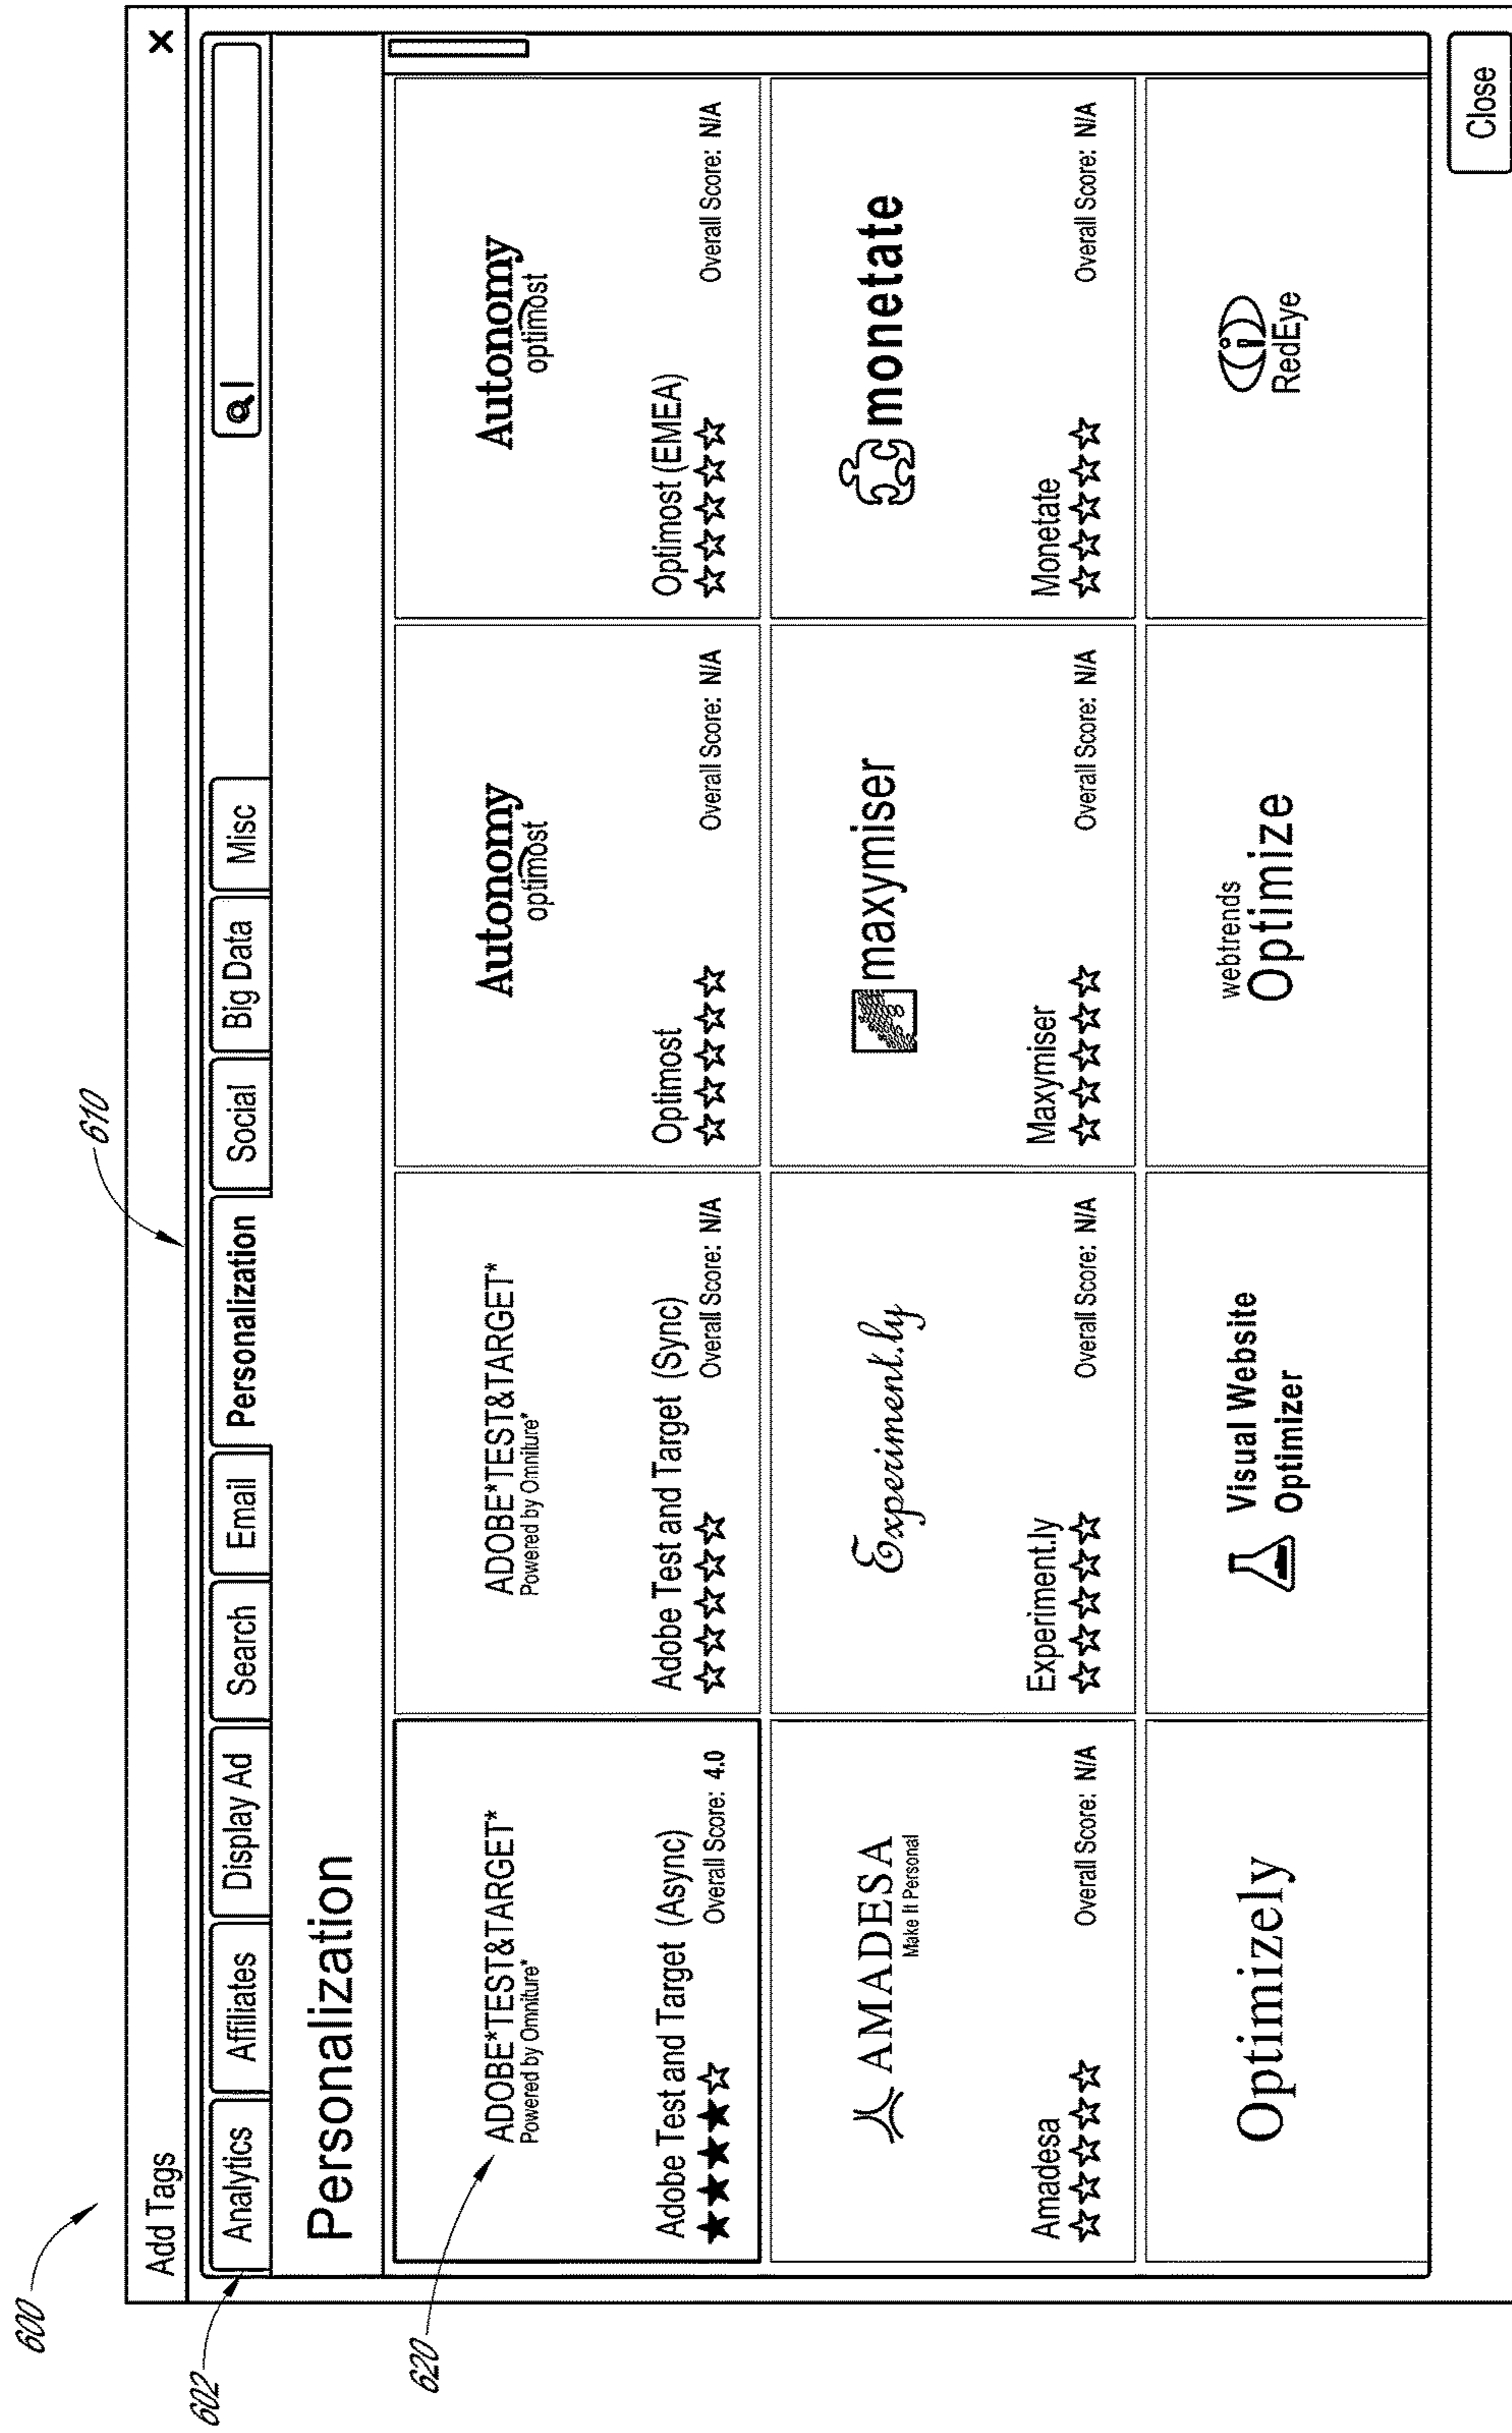 600
610
Add Tags
X
602
Analytics
Affiliates
Display Ad
Search
Email
Personalization
Social
Big Data
Misc
Personalization
620
ADOBE*TEST&TARGET*
Powered by Omniture*
Adobe Test and Target (Async)
Overall Score: 4.0
ADOBE*TEST&TARGET*
Powered by Omniture*
Adobe Test and Target (Sync)
Overall Score: N/A
Autonomy
optimost
Optimost
Overall Score: N/A
Autonomy
optimost
Optimost (EMEA)
Overall Score: N/A
AMADESA
Make It Personal
Amadesa
Overall Score: N/A
Experiment.ly
Experiment.ly
Overall Score: N/A
maxymiser
Maxymiser
Overall Score: N/A
monetate
Monetate
Overall Score: N/A
Optimizely
Visual Website
Optimizer
webtrends
Optimize
RedEye
Close